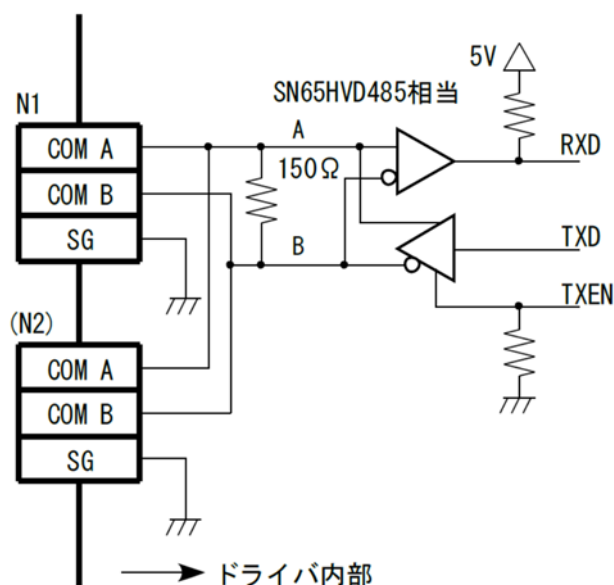 5V
SN65HVD485相当
N1
COM A
COM B
SG
A
150Ω
B
RXD
TXD
TXEN
(N2)
COM A
COM B
SG
ドライバ内部